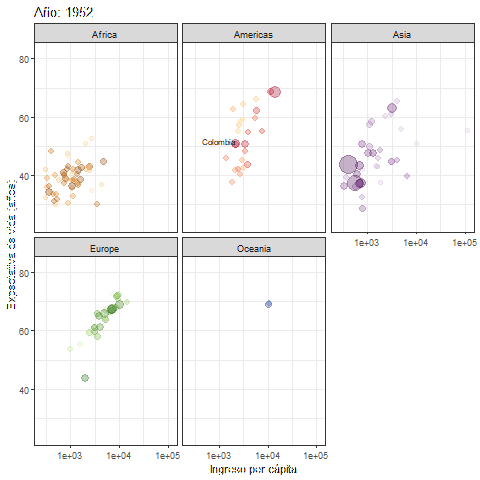 Año: 1952
Africa
Americas
Asia
80
60
40
Colombia
1e+03
1e+04
1e+05
Europe
Oceania
80
60
40
1e+03
1e+04
1e+05
1e+03
1e+04
1e+05
Expectativa de vida (años)
Ingreso per cápita